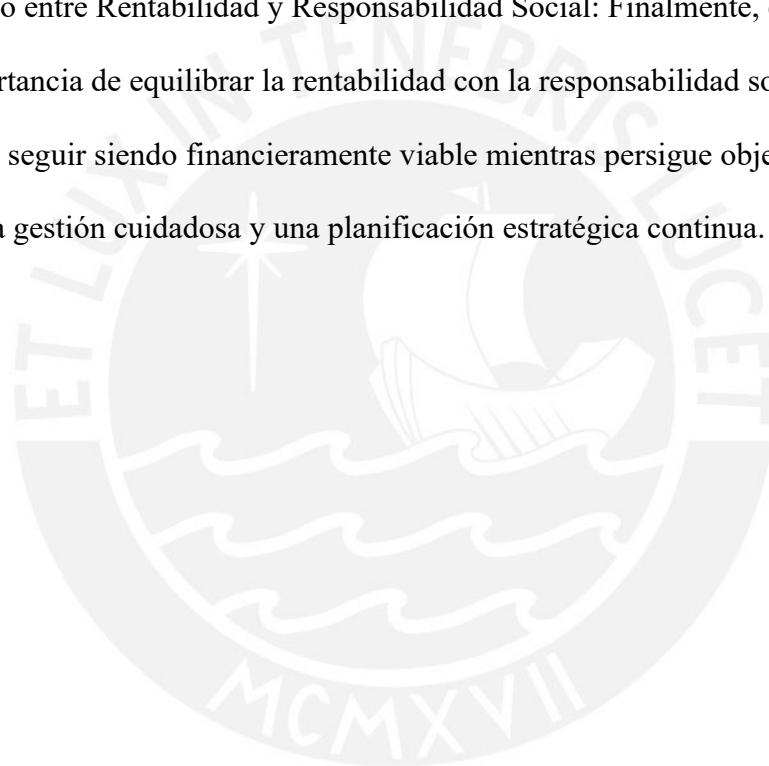 o entre Rentabilidad y Responsabilidad Social: Finalmente,
rtancia de equilibrar la rentabilidad con la responsabilidad so
seguir siendo financieramente viable mientras persigue obje
a gestión cuidadosa y una planificación estratégica continua.
ET LUX IN TENEBRIS LUCET
MCMXVII